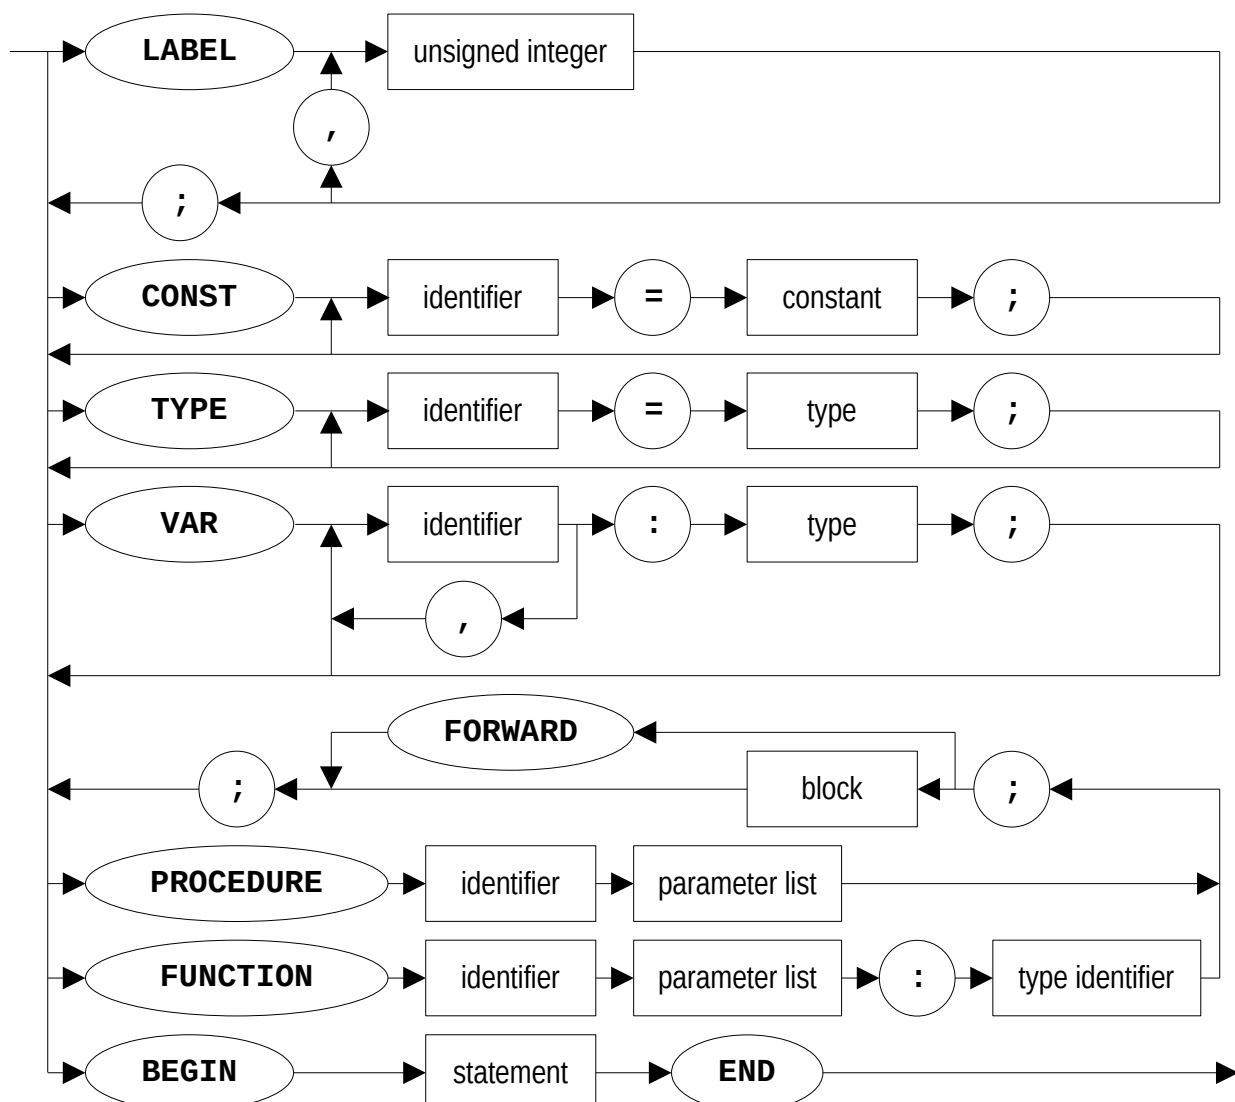 LABEL unsigned integer
,
;
CONST identifier = constant ;
TYPE identifier = type ;
VAR identifier : type ;
,
FORWARD
; block ;
PROCEDURE identifier parameter list
FUNCTION identifier parameter list : type identifier
BEGIN statement END